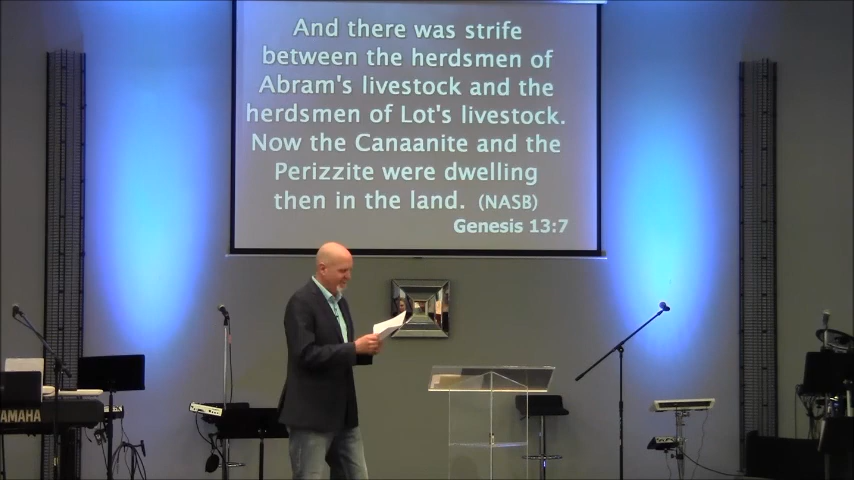 And there was strife
between the herdsmen of
Abram's livestock and the
herdsmen of Lot's livestock.
Now the Canaanite and the
Perizzite were dwelling
then in the land. (NASB)
Genesis 13:7
YAMAHA